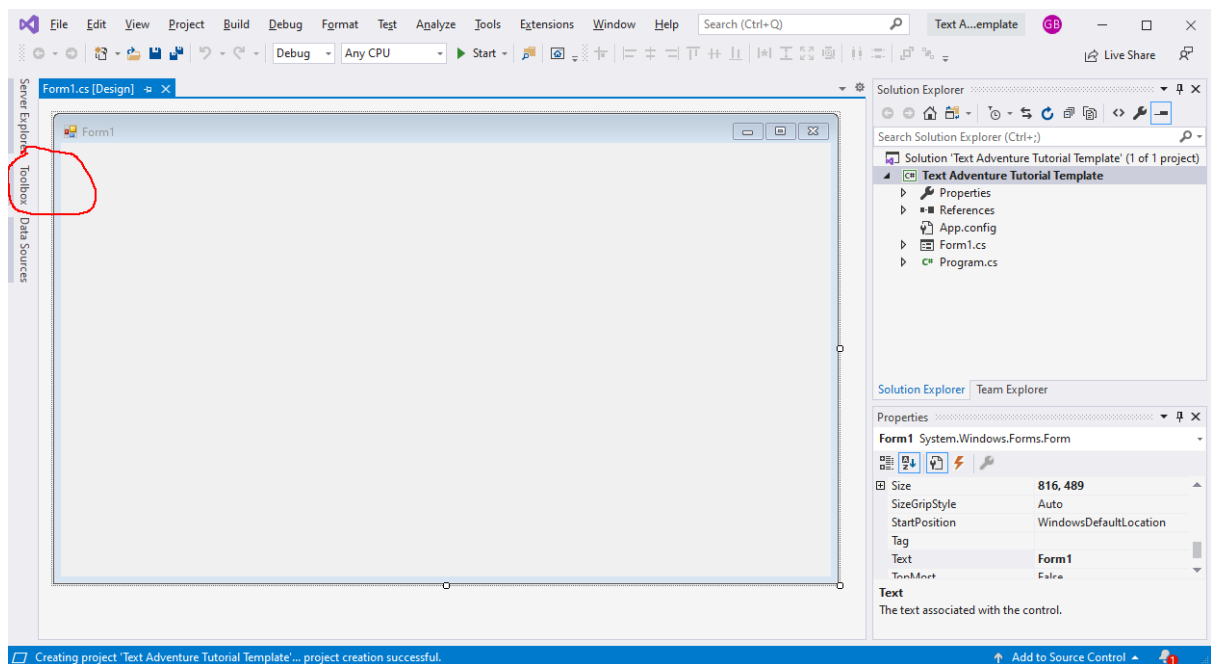 File Edit View Project Build Debug Format Test Analyze Tools Extensions Window Help Search (Ctrl+Q) Text A...emplate GB
Debug Any CPU Start Live Share
Server Explorer
Toolbox
Data Sources
Form1.cs [Design]
Form1
Solution Explorer
Search Solution Explorer (Ctrl+;)
Solution 'Text Adventure Tutorial Template' (1 of 1 project)
C# Text Adventure Tutorial Template
Properties
References
App.config
Form1.cs
C# Program.cs
Solution Explorer Team Explorer
Properties
Form1 System.Windows.Forms.Form
Size 816, 489
SizeGripStyle Auto
StartPosition WindowsDefaultLocation
Tag
Text Form1
TopMost False
Text
The text associated with the control.
Creating project 'Text Adventure Tutorial Template'... project creation successful. Add to Source Control 1